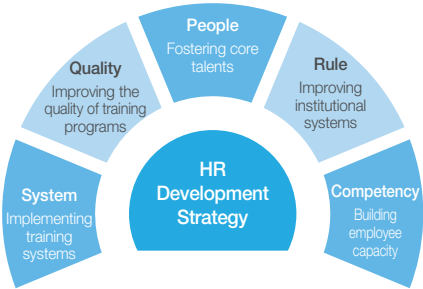 System
Implementing
training
systems
Quality
Improving the
quality of training
programs
People
Fostering core
talents
Rule
Improving
institutional
systems
Competency
Building
employee
capacity
HR
Development
Strategy